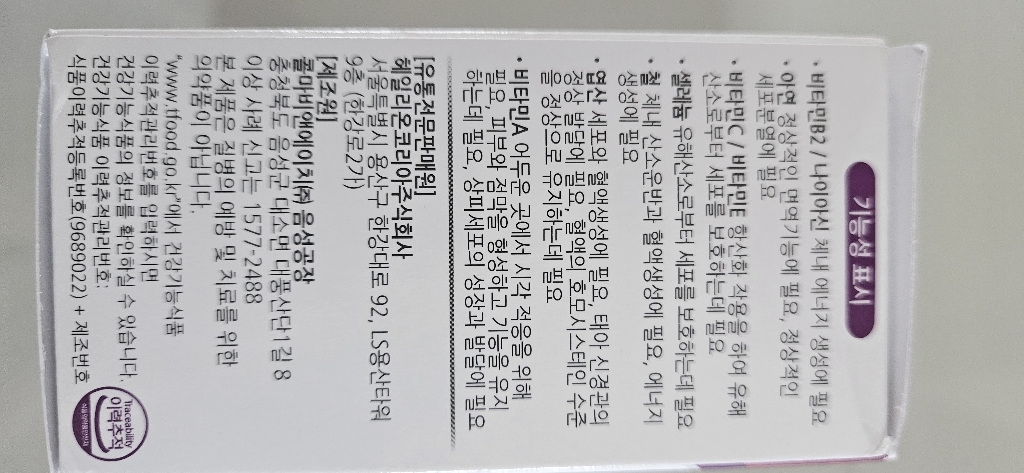 기능성 표시
• 비타민B2 / 나이아신 체내 에너지 생성에 필요
• 아연 정상적인 면역기능에 필요, 정상적인
세포분열에 필요
• 비타민C / 비타민E 항산화 작용을 하여 유해
산소로부터 세포를 보호하는데 필요
• 셀레늄 유해산소로부터 세포를 보호하는데 필요
• 철 체내 산소운반과 혈액생성에 필요, 에너지
생성에 필요
• 엽산 세포와 혈액생성에 필요, 태아 신경관의
정상 발달에 필요, 혈액의 호모시스테인 수준
을 정상으로 유지하는데 필요
• 비타민A 어두운 곳에서 시각 적응을 위해
필요, 피부와 점막을 형성하고 기능을 유지
하는데 필요, 상피세포의 성장과 발달에 필요
[유통전문판매원]
헤일리온코리아주식회사
서울특별시 용산구 한강대로 92, LS용산타워
9층 (한강로2가)
[제조원]
콜마비앤에이치㈜ 음성공장
충청북도 음성군 대소면 대풍산단1길 8
이상 사례 신고는 1577-2488
본 제품은 질병의 예방 및 치료를 위한
의약품이 아닙니다.
"www.tfood.go.kr"에서 건강기능식품
이력추적관리번호를 입력하시면
건강기능식품의 정보를 확인하실 수 있습니다.
건강기능식품 이력추적관리번호:
식품이력추적등록번호(9689022) + 제조번호
Traceability
이력추적
식품의약품안전처